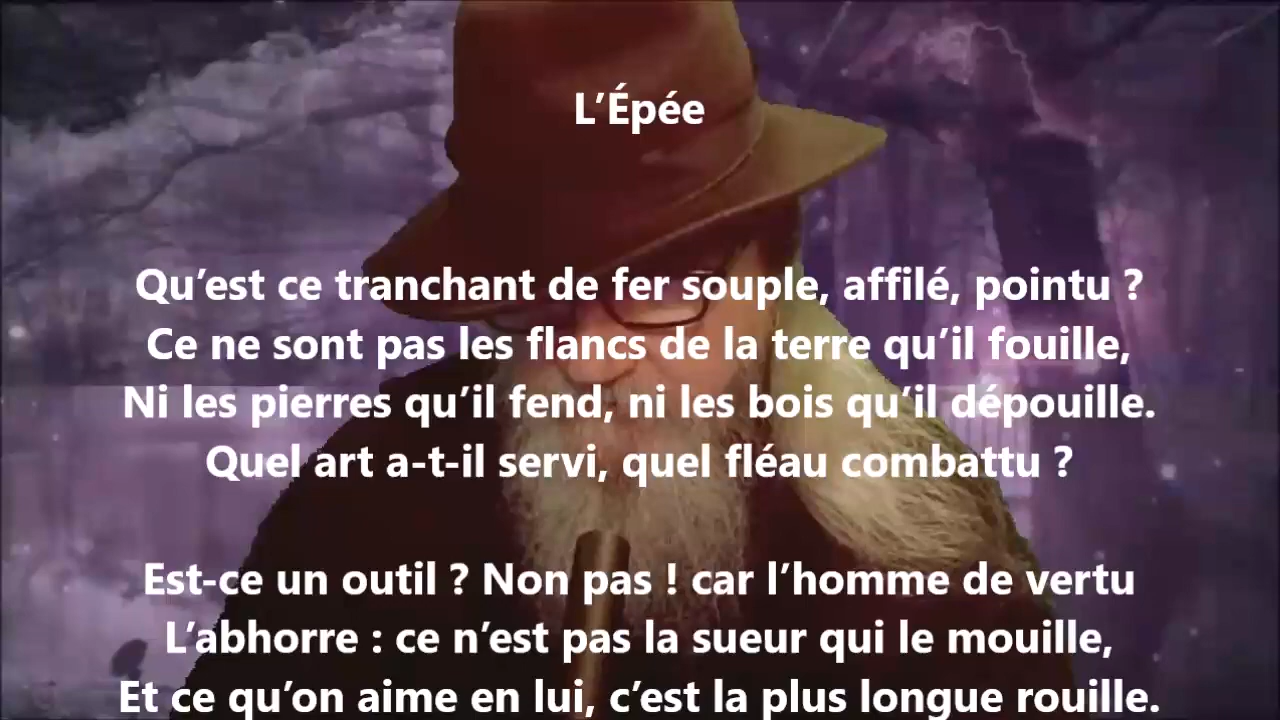 L’Épée
Qu’est ce tranchant de fer souple, affilé, pointu ?
Ce ne sont pas les flancs de la terre qu’il fouille,
Ni les pierres qu’il fend, ni les bois qu’il dépouille.
Quel art a-t-il servi, quel fléau combattu ?
Est-ce un outil ? Non pas ! car l’homme de vertu
L’abhorre : ce n’est pas la sueur qui le mouille,
Et ce qu’on aime en lui, c’est la plus longue rouille.